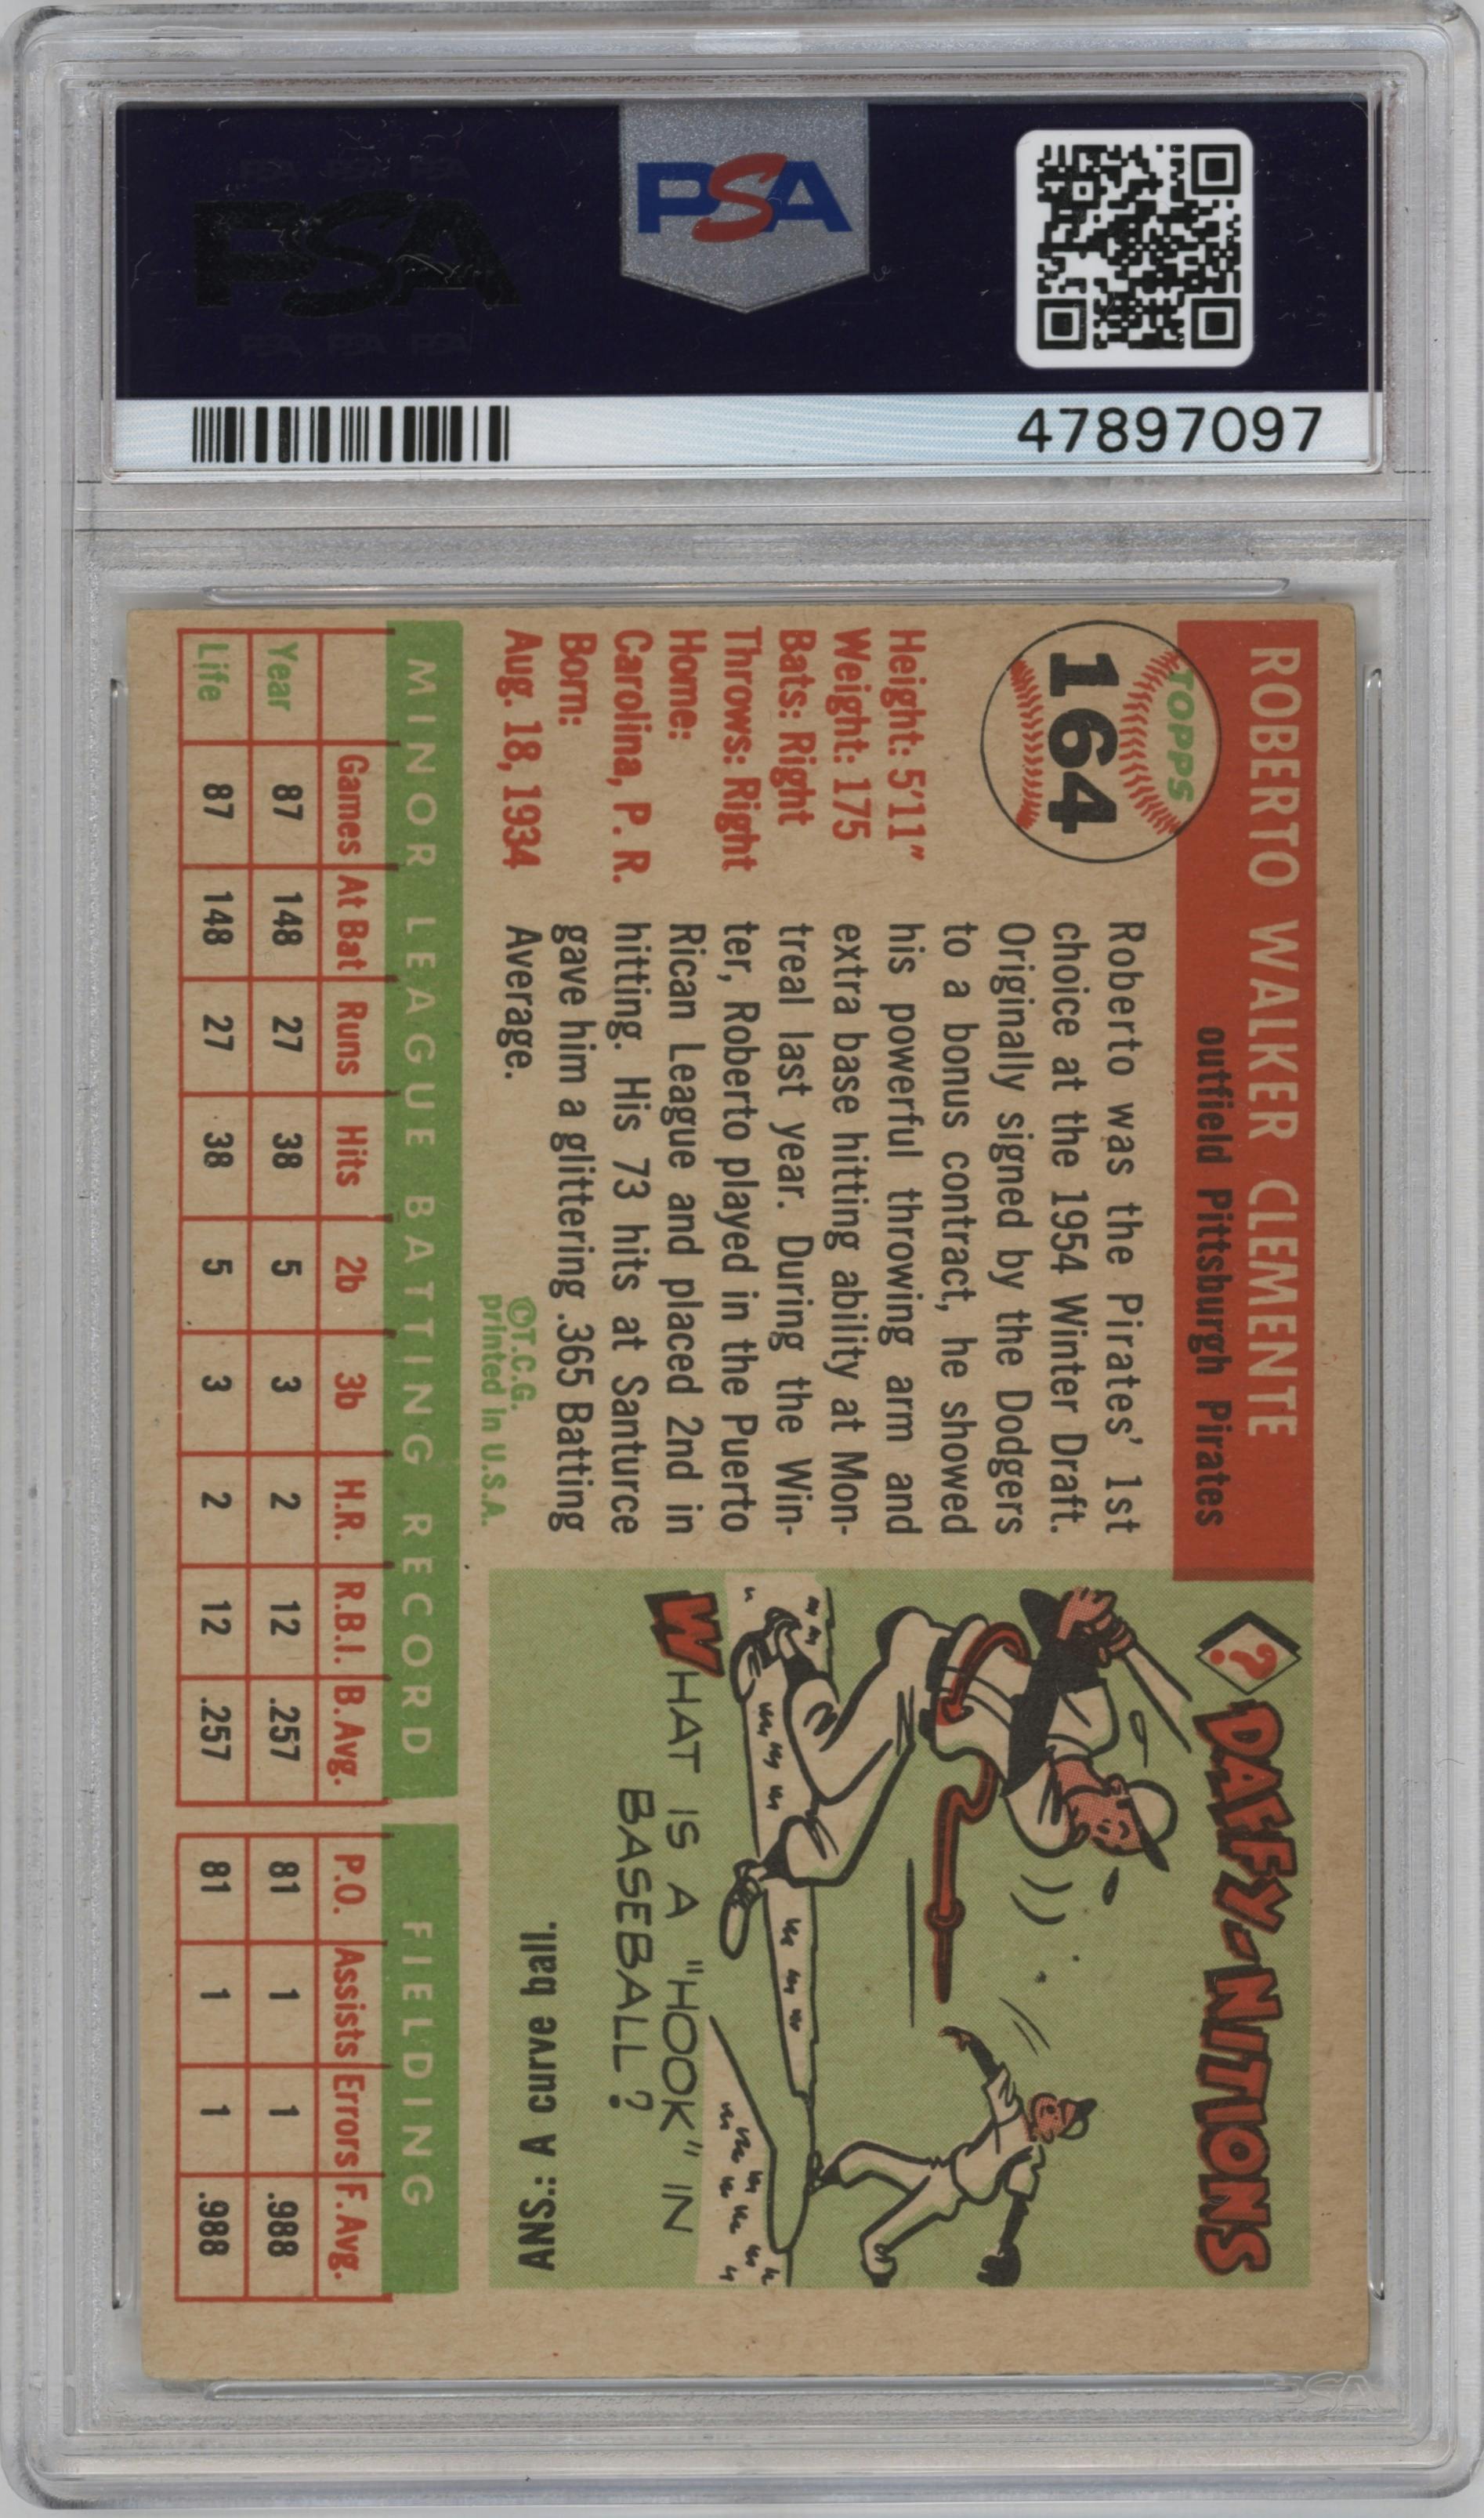 PSA
PSA
47897097
ROBERTO WALKER CLEMENTE
outfield Pittsburgh Pirates
TOPPS
164
Height: 5'11"
Weight: 175
Bats: Right
Throws: Right
Home:
Carolina, P. R.
Born:
Aug. 18, 1934
Roberto was the Pirates' 1st
choice at the 1954 Winter Draft.
Originally signed by the Dodgers
to a bonus contract, he showed
his powerful throwing arm and
extra base hitting ability at Mon-
treal last year. During the Win-
ter, Roberto played in the Puerto
Rican League and placed 2nd in
hitting. His 73 hits at Santurce
gave him a glittering .365 Batting
Average.
©T.C.G.
printed in U.S.A.
? DAFFY-NITIONS
WHAT IS A "HOOK" IN
BASEBALL?
ANS.: A curve ball.
MINOR LEAGUE BATTING RECORD FIELDING
Games At Bat Runs Hits 2b 3b H.R. R.B.I. B.Avg. P.O. Assists Errors F. Avg.
Year 87 148 27 38 5 3 2 12 .257 81 1 1 .988
Life 87 148 27 38 5 3 2 12 .257 81 1 1 .988
PSA